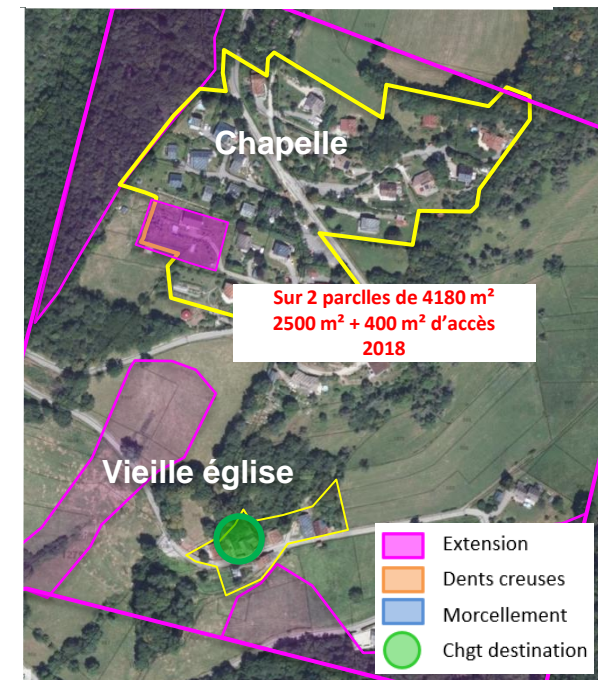 Chapelle
Sur 2 parclles de 4180 m²
2500 m² + 400 m² d’accès
2018
Vieille église
Extension
Dents creuses
Morcellement
Chgt destination